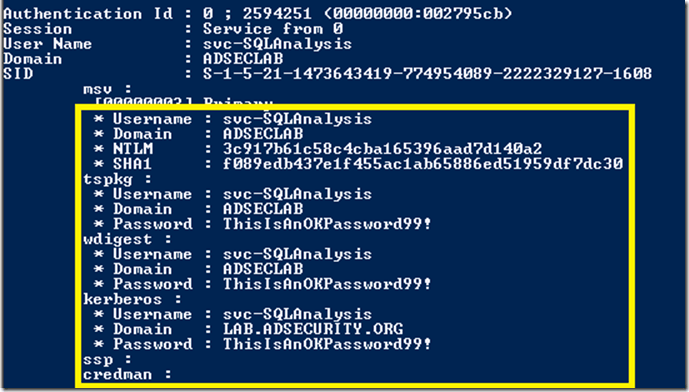 Authentication Id : 0 ; 2594251 (00000000:002795cb)
Session : Service from 0
User Name : svc-SQLAnalysis
Domain : ADSECLAB
SID : S-1-5-21-1473643419-774954089-2222329127-1608
msv :
[00000003] Primary
* Username : svc-SQLAnalysis
* Domain : ADSECLAB
* NTLM : 3c917b61c58c4cba165396aad7d140a2
* SHA1 : f089edb437e1f455ac1ab65886ed51959df7dc30
tspkg :
* Username : svc-SQLAnalysis
* Domain : ADSECLAB
* Password : ThisIsAnOKPassword99!
wdigest :
* Username : svc-SQLAnalysis
* Domain : ADSECLAB
* Password : ThisIsAnOKPassword99!
kerberos :
* Username : svc-SQLAnalysis
* Domain : LAB.ADSECURITY.ORG
* Password : ThisIsAnOKPassword99!
ssp :
credman :